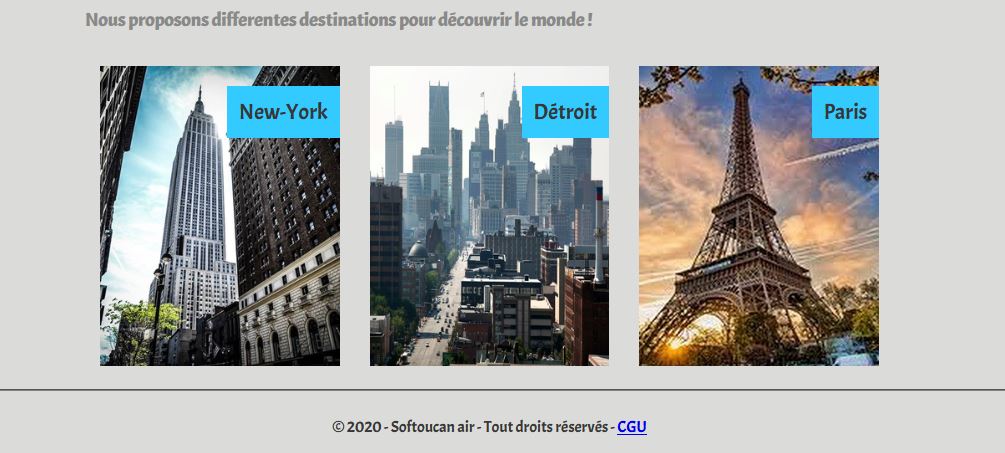 Nous proposons differentes destinations pour découvrir le monde !
New-York
Détroit
Paris
© 2020 - Softoucan air - Tout droits réservés - CGU